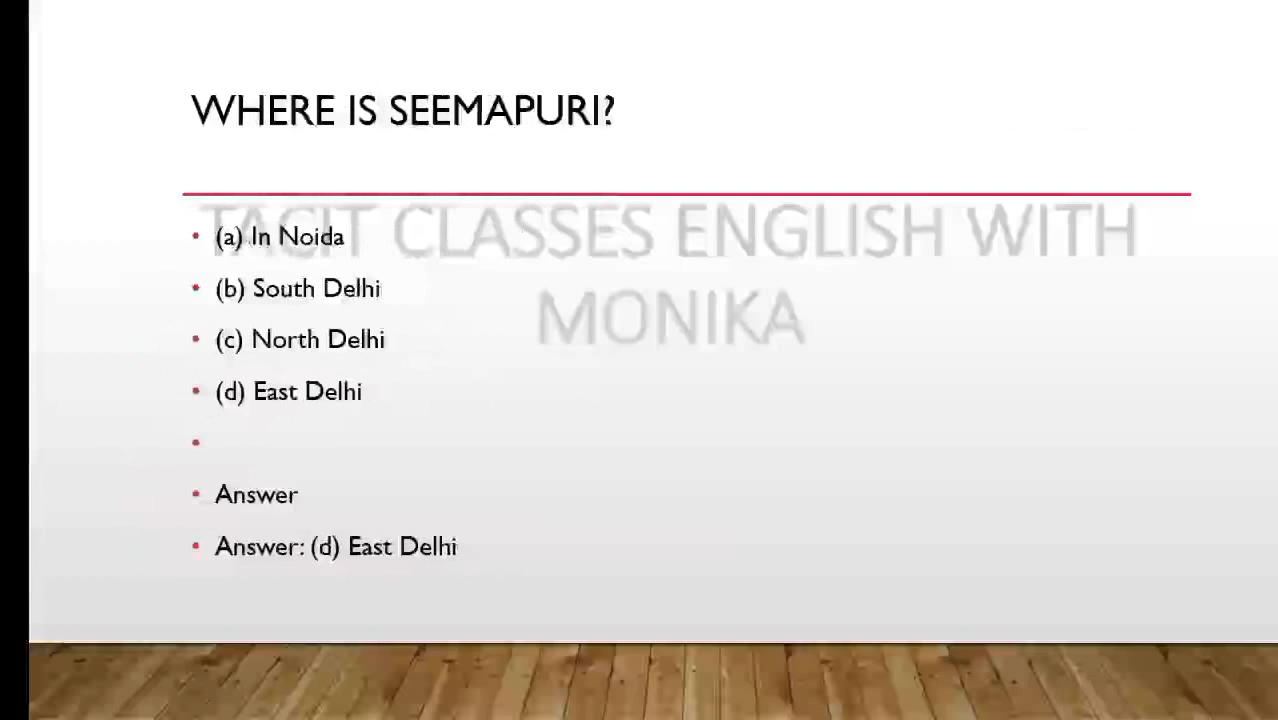 WHERE IS SEEMAPURI?
TACIT CLASSES ENGLISH WITH
MONIKA
• (a) In Noida
• (b) South Delhi
• (c) North Delhi
• (d) East Delhi
•
• Answer
• Answer: (d) East Delhi